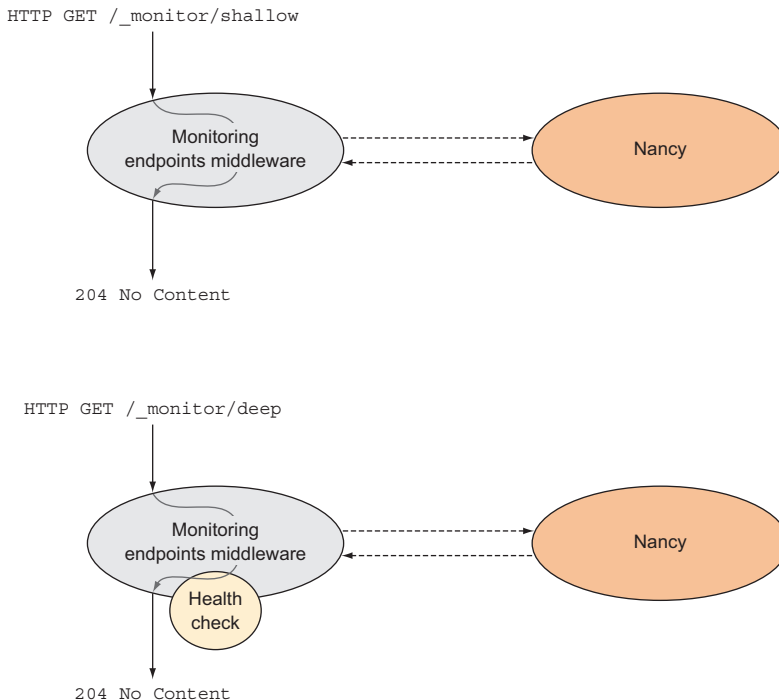 HTTP GET /_monitor/shallow
Monitoring
endpoints middleware
Nancy
204 No Content
HTTP GET /_monitor/deep
Monitoring
endpoints middleware
Nancy
Health
check
204 No Content